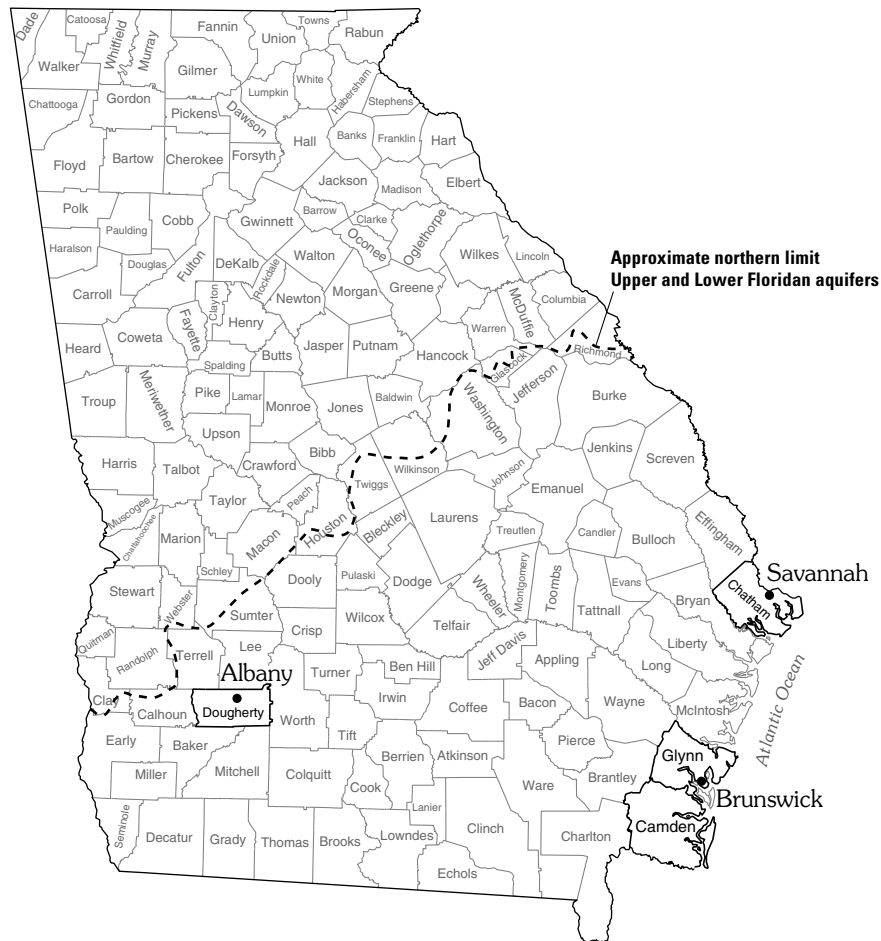 Dade
Catoosa
Whitfield
Murray
Fannin
Union
Towns
Rabun
Walker
Gilmer
Lumpkin
White
Habersham
Stephens
Chattooga
Gordon
Pickens
Dawson
Hall
Banks
Franklin
Hart
Floyd
Bartow
Cherokee
Forsyth
Jackson
Madison
Elbert
Polk
Paulding
Cobb
Gwinnett
Barrow
Clarke
Oconee
Oglethorpe
Wilkes
Lincoln
Haralson
Douglas
Fulton
DeKalb
Rockdale
Walton
Morgan
Greene
McDuffie
Columbia
Approximate northern limit
Upper and Lower Floridan aquifers
Carroll
Clayton
Newton
Warren
Heard
Coweta
Fayette
Henry
Spalding
Butts
Jasper
Putnam
Hancock
Glascock
Richmond
Troup
Meriwether
Pike
Lamar
Monroe
Jones
Baldwin
Washington
Jefferson
Burke
Upson
Harris
Talbot
Crawford
Bibb
Twiggs
Wilkinson
Johnson
Emanuel
Jenkins
Screven
Muscogee
Chattahoochee
Marion
Taylor
Peach
Macon
Houston
Bleckley
Laurens
Treutlen
Candler
Bulloch
Effingham
Stewart
Webster
Schley
Sumter
Dooly
Pulaski
Dodge
Wheeler
Montgomery
Toombs
Tattnall
Evans
Bryan
Chatham
Savannah
Quitman
Randolph
Terrell
Lee
Crisp
Wilcox
Telfair
Jeff Davis
Appling
Long
Liberty
Clay
Calhoun
Albany
Dougherty
Worth
Turner
Ben Hill
Irwin
Coffee
Bacon
Wayne
McIntosh
Atlantic Ocean
Early
Baker
Tift
Pierce
Glynn
Miller
Mitchell
Colquitt
Cook
Berrien
Atkinson
Ware
Brantley
Brunswick
Seminole
Decatur
Grady
Thomas
Brooks
Lowndes
Lanier
Clinch
Echols
Charlton
Camden